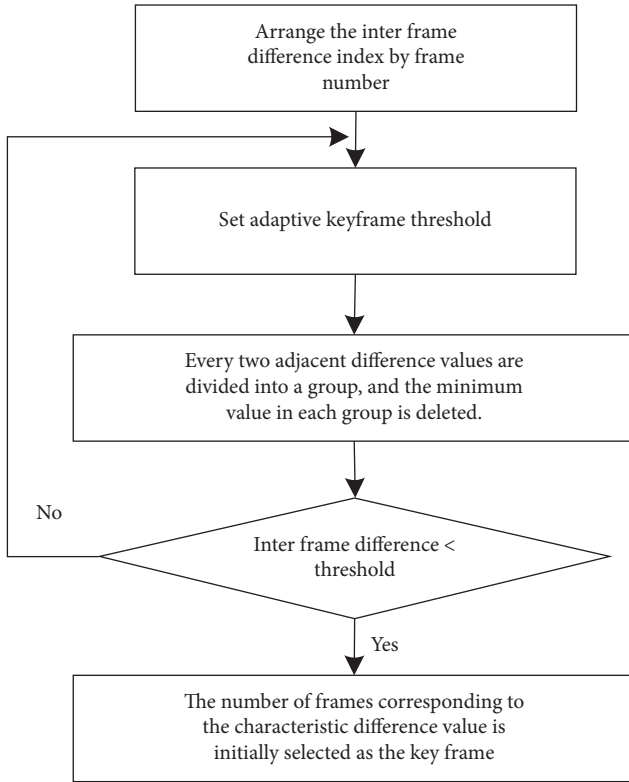 Arrange the inter frame
difference index by frame
number
Set adaptive keyframe threshold
Every two adjacent difference values are
divided into a group, and the minimum
value in each group is deleted.
No
Inter frame difference <
threshold
Yes
The number of frames corresponding to
the characteristic difference value is
initially selected as the key frame